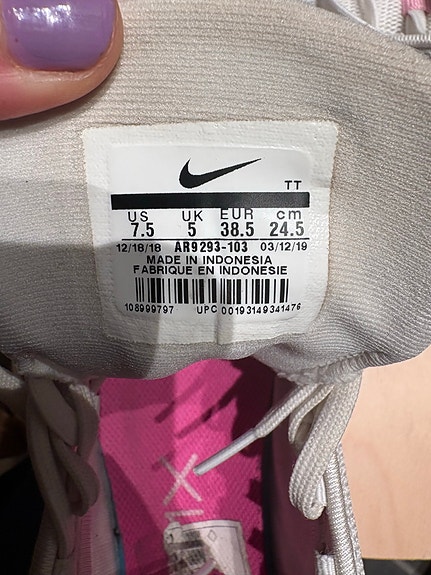 TT
US UK EUR cm
7.5 5 38.5 24.5
12/18/18 AR9293-103 03/12/19
MADE IN INDONESIA
FABRIQUE EN INDONESIE
108999797 UPC 00193149341476